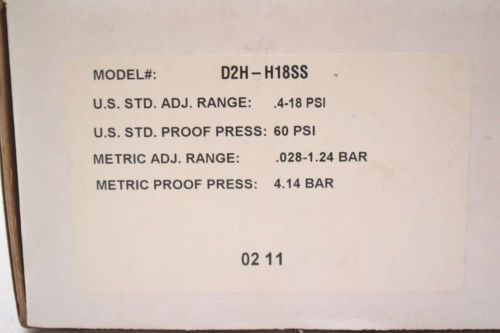 MODEL#: D2H-H18SS
U.S. STD. ADJ. RANGE: .4-18 PSI
U.S. STD. PROOF PRESS: 60 PSI
METRIC ADJ. RANGE: .028-1.24 BAR
METRIC PROOF PRESS: 4.14 BAR
02 11